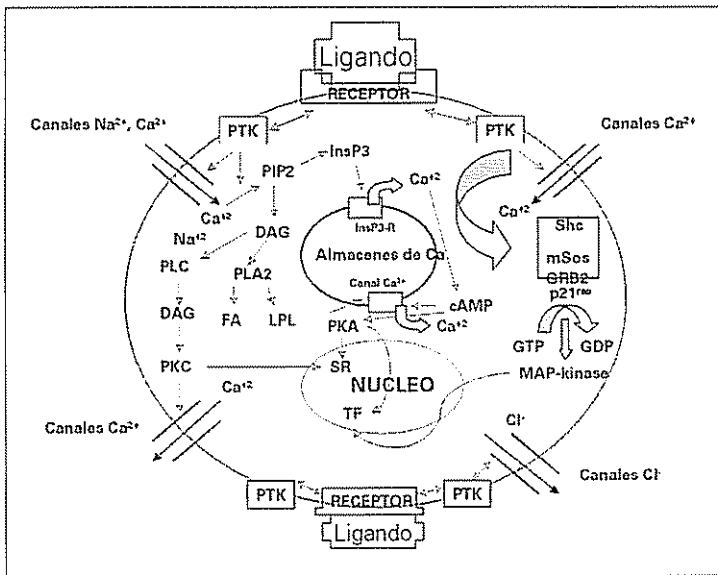 Ligando
RECEPTOR
Canales Na²⁺, Ca²⁺
PTK
PTK
Canales Ca²⁺
InsP3
PIP2
Ca⁺²
Ca⁺²
Ca⁺²
InsP3-R
Shc
Na⁺²
DAG
Almacenes de Ca
mSos
PLC
PLA2
GRB2
Canal Ca²⁺
p21ʳᵃˢ
cAMP
DAG
FA
LPL
PKA
Ca⁺²
GTP
GDP
PKC
SR
MAP-kinase
Ca⁺²
NUCLEO
TF
Canales Ca²⁺
Cl⁻
Canales Cl⁻
PTK
RECEPTOR
PTK
Ligando